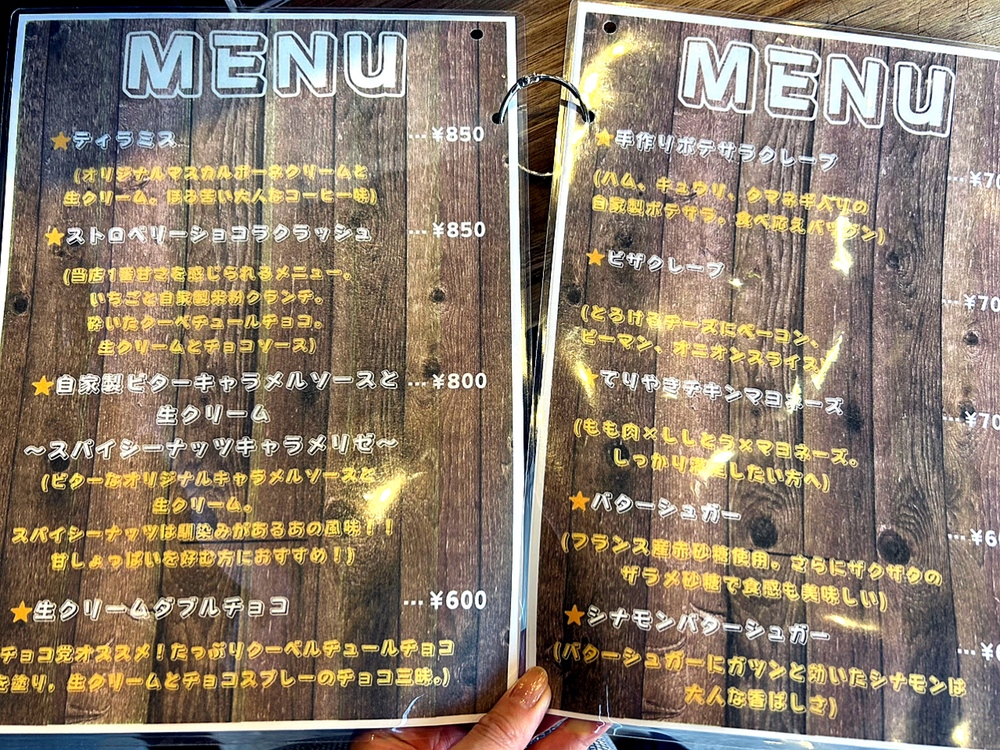 MENU
★ティラミス …¥850
(オリジナルマスカルポーネクリームと
生クリーム。ほろ苦い大人なコーヒー味)
★ストロベリーショコラクラッシュ …¥850
(当店1番甘さを感じられるメニュー。
いちごと自家製米粉クランチ。
砕いたクーベチュールチョコ。
生クリームとチョコソース)
★自家製ビターキャラメルソースと …¥800
生クリーム
〜スパイシーナッツキャラメリゼ〜
(ビターなオリジナルキャラメルソースと
生クリーム。
スパイシーナッツは馴染みがあるあの風味！！
甘しょっぱいを好む方におすすめ！)
★生クリームダブルチョコ …¥600
チョコ党オススメ！たっぷりクーベルチュールチョコ
を塗り。生クリームとチョコスプレーのチョコ三昧。)
MENU
★手作りポテサラクレープ …¥70
(ハム、キュウリ、タマネギ入りの
自家製ポテサラ。食べ応えバツグン)
★ピザクレープ …¥70
(とろけるチーズにベーコン、
ピーマン、オニオンスライス)
★てりやきチキンマヨネーズ …¥70
(もも肉×ししとう×マヨネーズ。
しっかり満足したい方へ)
★バターシュガー …¥6
(フランス産赤砂糖使用。さらにザクザクの
ザラメ砂糖で食感も美味しい)
★シナモンバターシュガー …¥
(バターシュガーにガツンと効いたシナモンは
大人な香ばしさ)